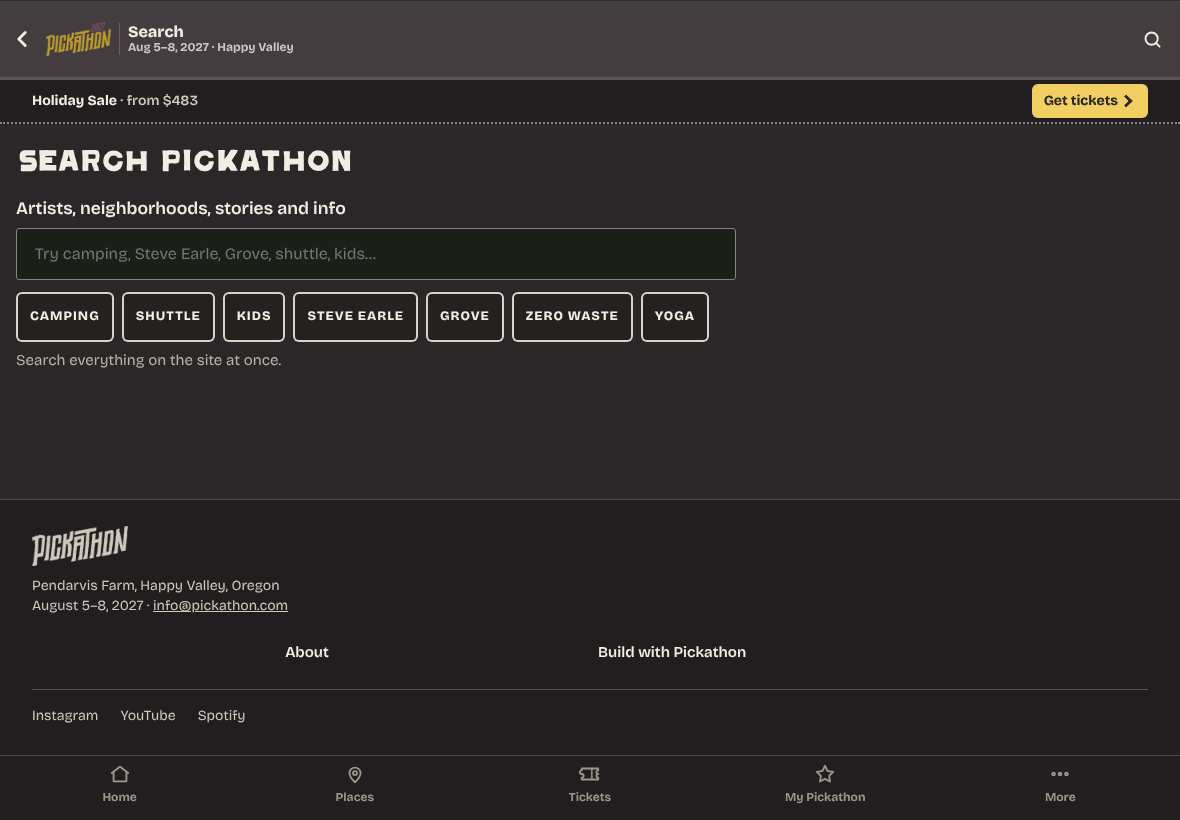 PICKATHON
Search
Aug 5–8, 2027 · Happy Valley
Holiday Sale · from $483
Get tickets
SEARCH PICKATHON
Artists, neighborhoods, stories and info
Try camping, Steve Earle, Grove, shuttle, kids...
CAMPING SHUTTLE KIDS STEVE EARLE GROVE ZERO WASTE YOGA
Search everything on the site at once.
PICKATHON
Pendarvis Farm, Happy Valley, Oregon
August 5–8, 2027 · info@pickathon.com
About Build with Pickathon
Instagram YouTube Spotify
Home Places Tickets My Pickathon More